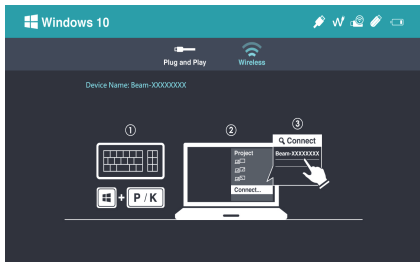 Windows 10
Plug and Play
Wireless
Device Name: Beam-XXXXXXXX
①
②
③
Project
Connect...
Connect
Beam-XXXXXXXX
+ P / K